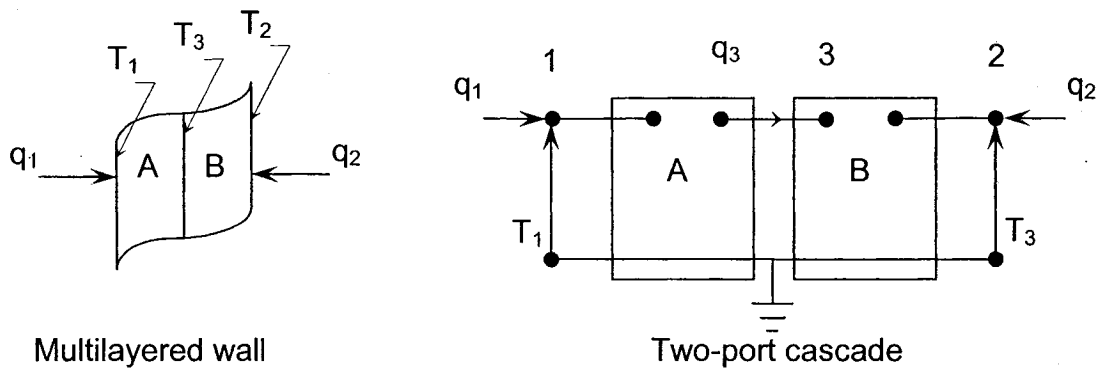 T₁
T₃
T₂
q₁
A
B
q₂
Multilayered wall
1
q₃
3
2
q₁
q₂
A
B
T₁
T₃
Two-port cascade